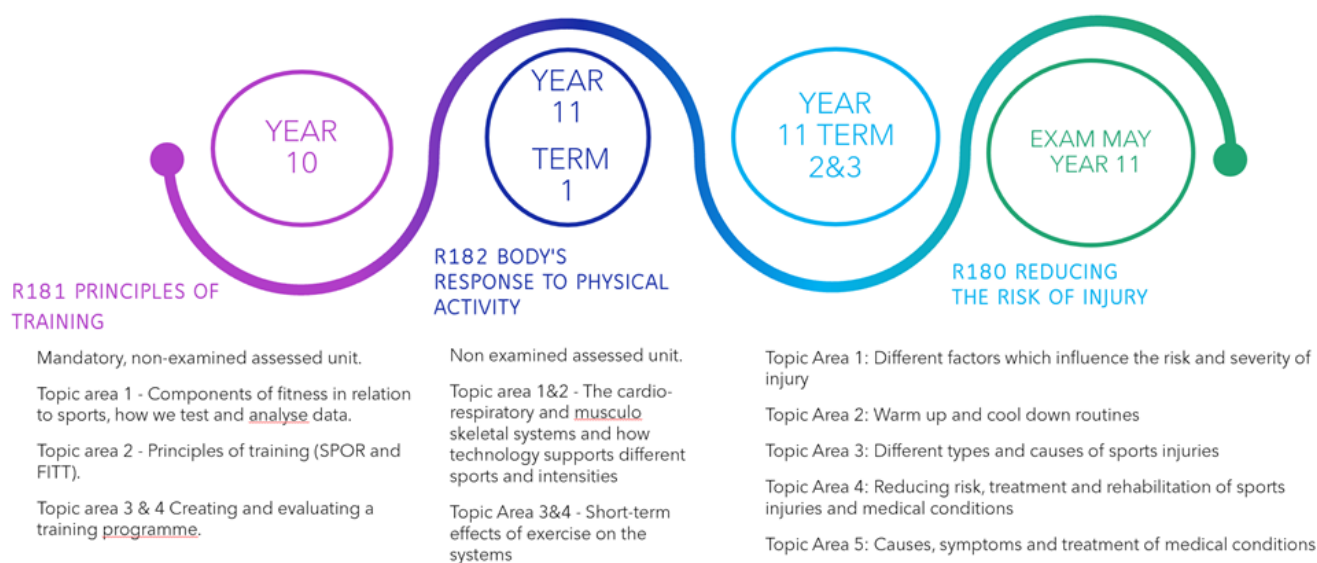 YEAR
10
YEAR
11
TERM
1
YEAR
11 TERM
2&3
EXAM MAY
YEAR 11
R181 PRINCIPLES OF
TRAINING
Mandatory, non-examined assessed unit.
Topic area 1 - Components of fitness in relation
to sports, how we test and analyse data.
Topic area 2 - Principles of training (SPOR and
FITT).
Topic area 3 & 4 Creating and evaluating a
training programme.
R182 BODY'S
RESPONSE TO PHYSICAL
ACTIVITY
Non examined assessed unit.
Topic area 1&2 - The cardio-
respiratory and musculo
skeletal systems and how
technology supports different
sports and intensities
Topic Area 3&4 - Short-term
effects of exercise on the
systems
R180 REDUCING
THE RISK OF INJURY
Topic Area 1: Different factors which influence the risk and severity of
injury
Topic Area 2: Warm up and cool down routines
Topic Area 3: Different types and causes of sports injuries
Topic Area 4: Reducing risk, treatment and rehabilitation of sports
injuries and medical conditions
Topic Area 5: Causes, symptoms and treatment of medical conditions